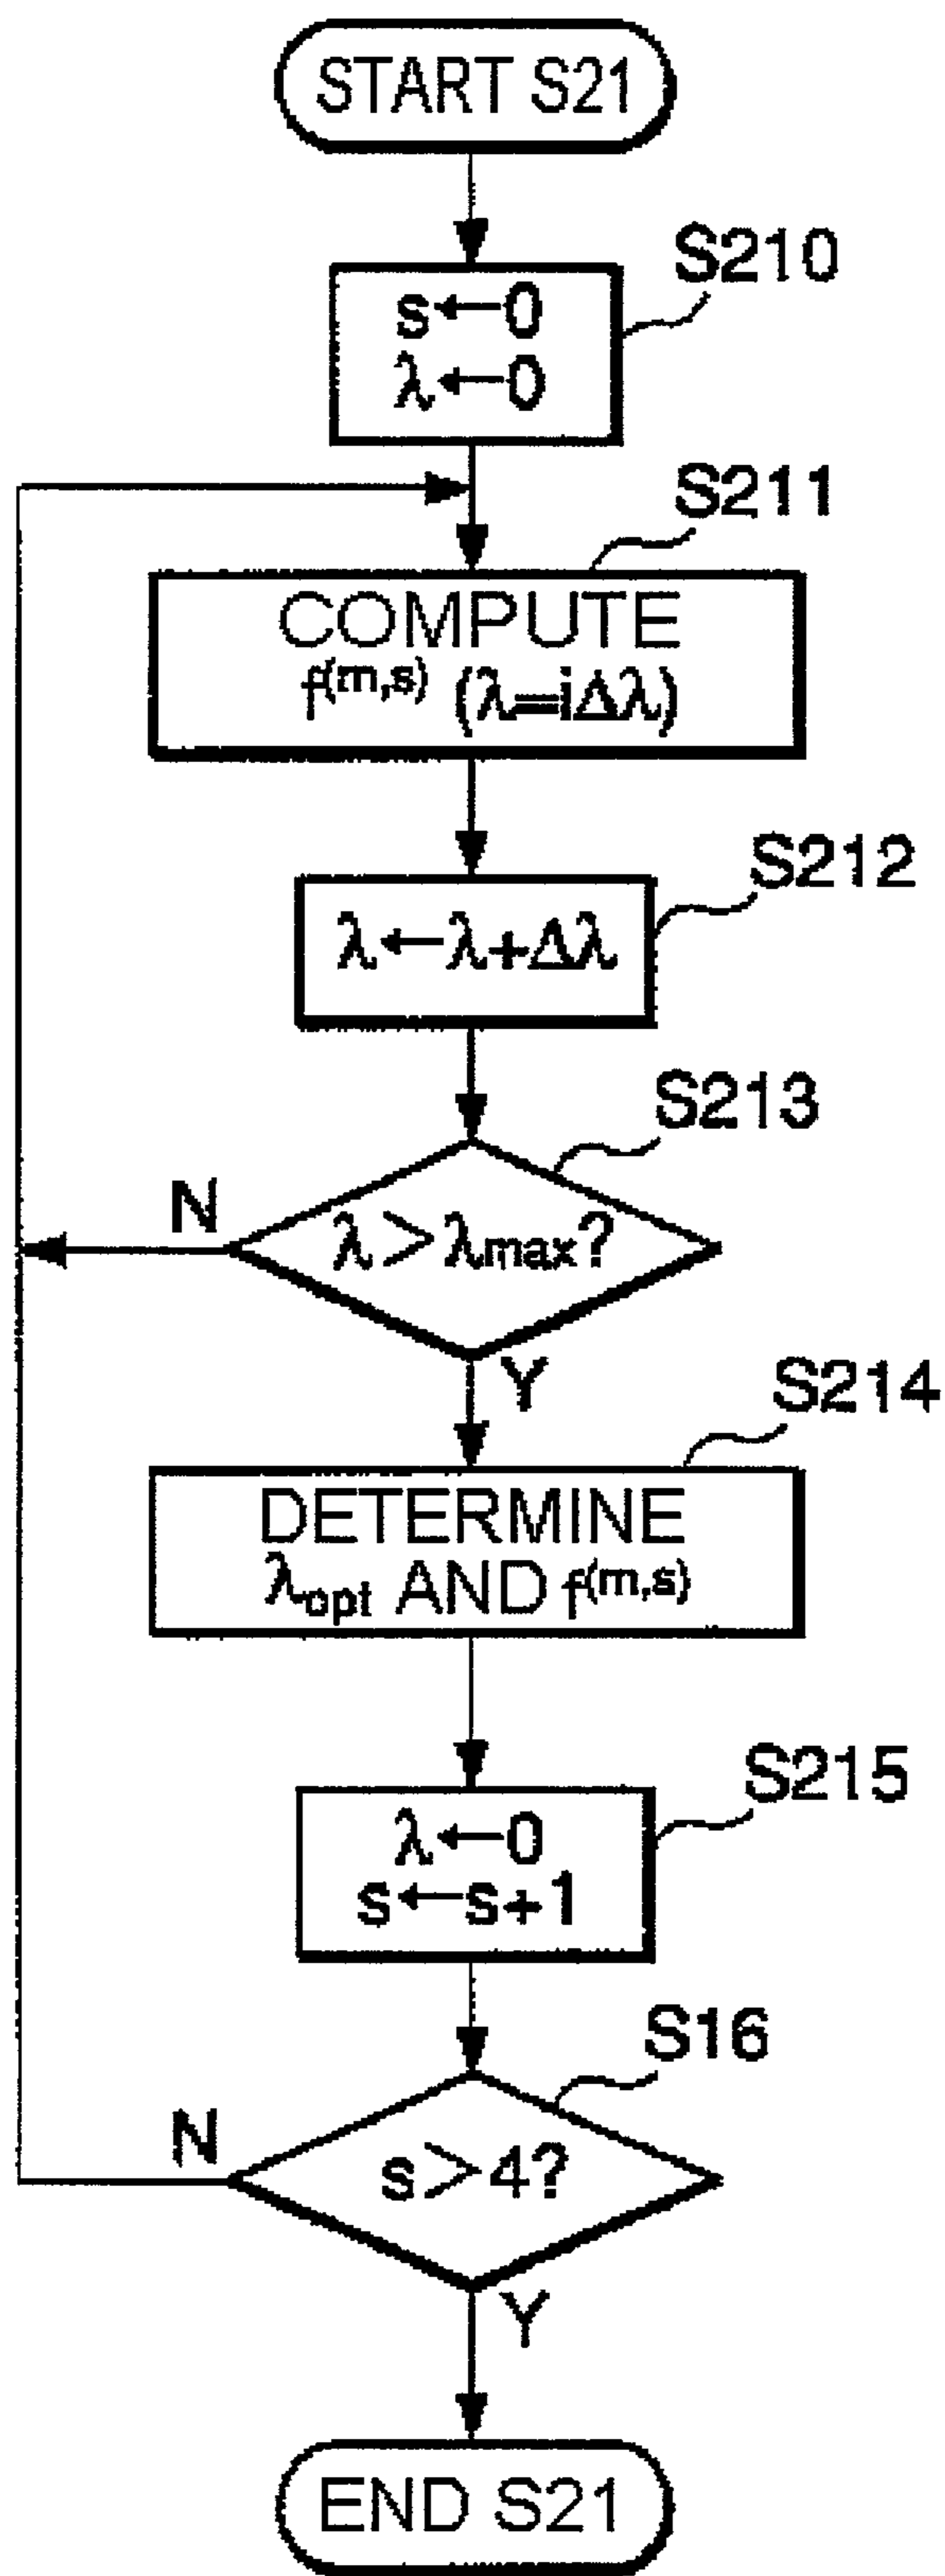 START S21
S210
s←0
λ←0
S211
COMPUTE
f(m,s) (λ=iΔλ)
S212
λ←λ+Δλ
S213
N
λ>λmax?
Y
S214
DETERMINE
λopt AND f(m,s)
S215
λ←0
s←s+1
S16
N
s>4?
Y
END S21